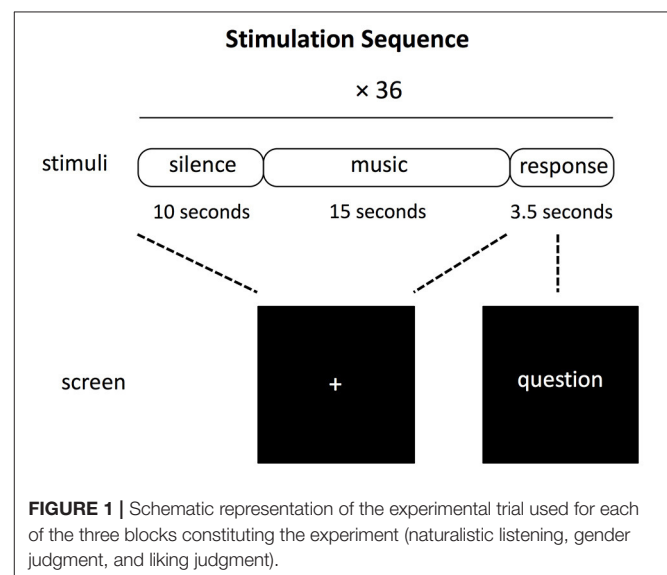 Stimulation Sequence
× 36
stimuli
silence
music
response
10 seconds
15 seconds
3.5 seconds
screen
+
question
FIGURE 1 | Schematic representation of the experimental trial used for each
of the three blocks constituting the experiment (naturalistic listening, gender
judgment, and liking judgment).